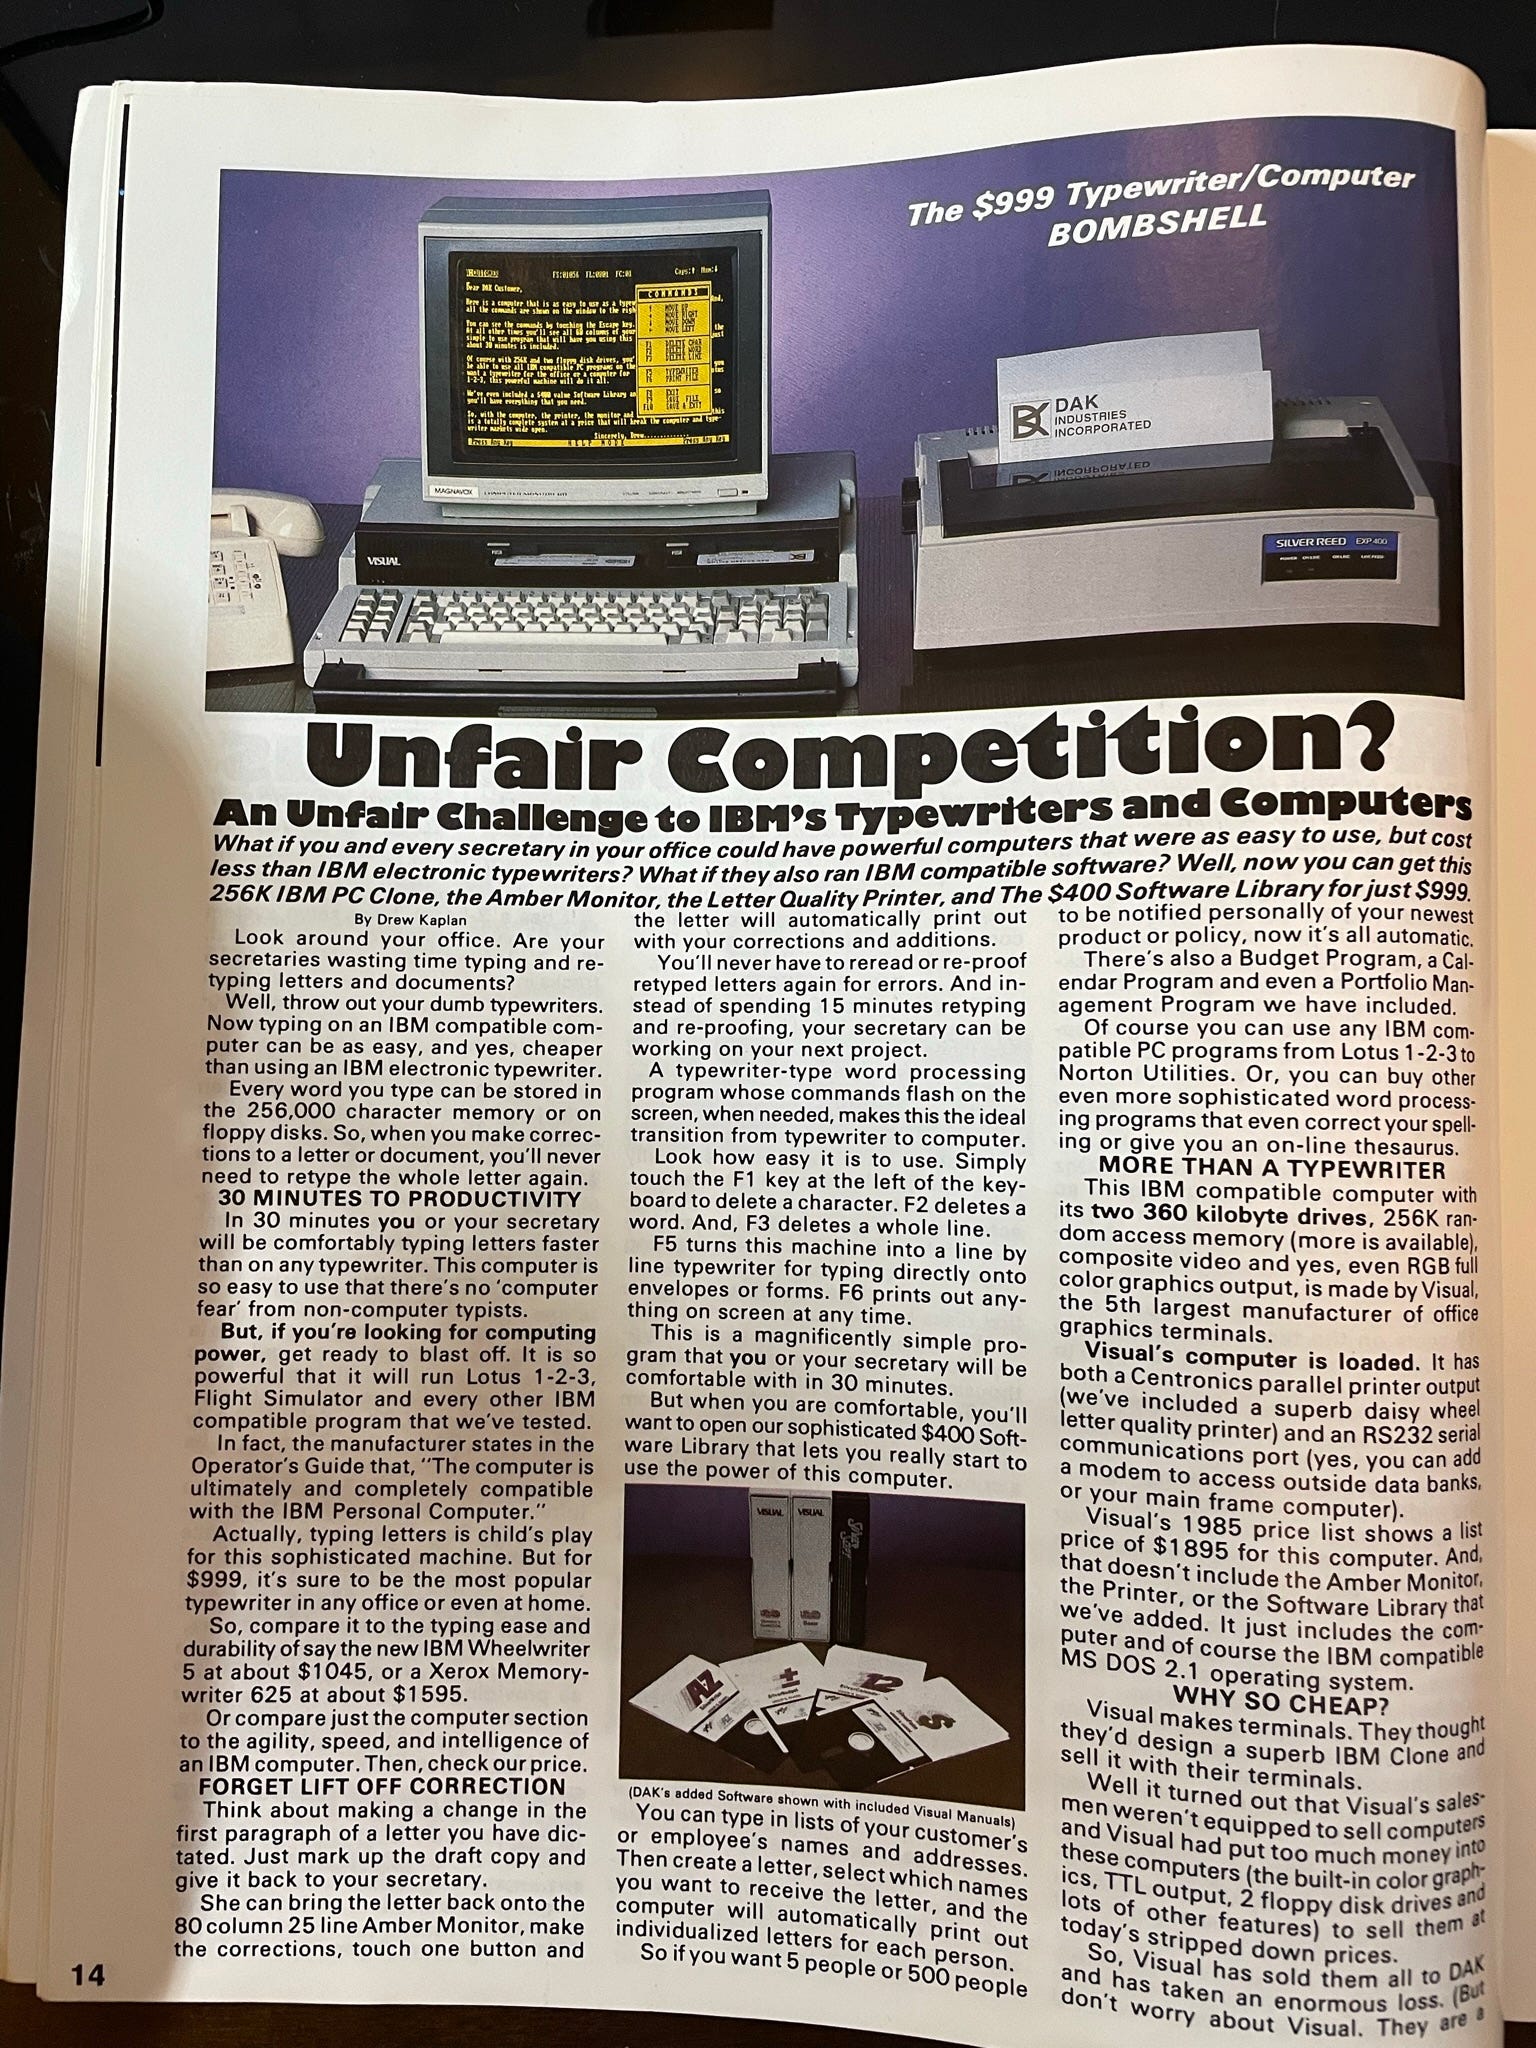 The $999 Typewriter/Computer
BOMBSHELL
Dear DAK Customer,
COMMANDS
MOVE UP
MOVE RIGHT
MOVE DOWN
MOVE LEFT
Sincerely, Drew
Press Any Key
HELP MODE
Press Any Key
MAGNAVOX
VISUAL
DAK
INDUSTRIES
INCORPORATED
SILVER REED EXP 400
Unfair Competition?
An Unfair Challenge to IBM's Typewriters and Computers
What if you and every secretary in your office could have powerful computers that were as easy to use, but cost
less than IBM electronic typewriters? What if they also ran IBM compatible software? Well, now you can get this
256K IBM PC Clone, the Amber Monitor, the Letter Quality Printer, and The $400 Software Library for just $999.
By Drew Kaplan
Look around your office. Are your
secretaries wasting time typing and re-
typing letters and documents?
Well, throw out your dumb typewriters.
Now typing on an IBM compatible com-
puter can be as easy, and yes, cheaper
than using an IBM electronic typewriter.
Every word you type can be stored in
the 256,000 character memory or on
floppy disks. So, when you make correc-
tions to a letter or document, you'll never
need to retype the whole letter again.
30 MINUTES TO PRODUCTIVITY
In 30 minutes you or your secretary
will be comfortably typing letters faster
than on any typewriter. This computer is
so easy to use that there's no 'computer
fear' from non-computer typists.
But, if you're looking for computing
power, get ready to blast off. It is so
powerful that it will run Lotus 1-2-3,
Flight Simulator and every other IBM
compatible program that we've tested.
In fact, the manufacturer states in the
Operator's Guide that, "The computer is
ultimately and completely compatible
with the IBM Personal Computer."
Actually, typing letters is child's play
for this sophisticated machine. But for
$999, it's sure to be the most popular
typewriter in any office or even at home.
So, compare it to the typing ease and
durability of say the new IBM Wheelwriter
5 at about $1045, or a Xerox Memory-
writer 625 at about $1595.
Or compare just the computer section
to the agility, speed, and intelligence of
an IBM computer. Then, check our price.
FORGET LIFT OFF CORRECTION
Think about making a change in the
first paragraph of a letter you have dic-
tated. Just mark up the draft copy and
give it back to your secretary.
She can bring the letter back onto the
80 column 25 line Amber Monitor, make
the corrections, touch one button and
the letter will automatically print out
with your corrections and additions.
You'll never have to reread or re-proof
retyped letters again for errors. And in-
stead of spending 15 minutes retyping
and re-proofing, your secretary can be
working on your next project.
A typewriter-type word processing
program whose commands flash on the
screen, when needed, makes this the ideal
transition from typewriter to computer.
Look how easy it is to use. Simply
touch the F1 key at the left of the key-
board to delete a character. F2 deletes a
word. And, F3 deletes a whole line.
F5 turns this machine into a line by
line typewriter for typing directly onto
envelopes or forms. F6 prints out any-
thing on screen at any time.
This is a magnificently simple pro-
gram that you or your secretary will be
comfortable with in 30 minutes.
But when you are comfortable, you'll
want to open our sophisticated $400 Soft-
ware Library that lets you really start to
use the power of this computer.
VISUAL
VISUAL
(DAK's added Software shown with included Visual Manuals)
You can type in lists of your customer's
or employee's names and addresses.
Then create a letter, select which names
you want to receive the letter, and the
computer will automatically print out
individualized letters for each person.
So if you want 5 people or 500 people
to be notified personally of your newest
product or policy, now it's all automatic.
There's also a Budget Program, a Cal-
endar Program and even a Portfolio Man-
agement Program we have included.
Of course you can use any IBM com-
patible PC programs from Lotus 1-2-3 to
Norton Utilities. Or, you can buy other
even more sophisticated word process-
ing programs that even correct your spell-
ing or give you an on-line thesaurus.
MORE THAN A TYPEWRITER
This IBM compatible computer with
its two 360 kilobyte drives, 256K ran-
dom access memory (more is available),
composite video and yes, even RGB full
color graphics output, is made by Visual,
the 5th largest manufacturer of office
graphics terminals.
Visual's computer is loaded. It has
both a Centronics parallel printer output
(we've included a superb daisy wheel
letter quality printer) and an RS232 serial
communications port (yes, you can add
a modem to access outside data banks,
or your main frame computer).
Visual's 1985 price list shows a list
price of $1895 for this computer. And,
that doesn't include the Amber Monitor,
the Printer, or the Software Library that
we've added. It just includes the com-
puter and of course the IBM compatible
MS DOS 2.1 operating system.
WHY SO CHEAP?
Visual makes terminals. They thought
they'd design a superb IBM Clone and
sell it with their terminals.
Well it turned out that Visual's sales-
men weren't equipped to sell computers
and Visual had put too much money into
these computers (the built-in color graph-
ics, TTL output, 2 floppy disk drives and
lots of other features) to sell them at
today's stripped down prices.
So, Visual has sold them all to DAK
and has taken an enormous loss. (But
don't worry about Visual. They are a
14